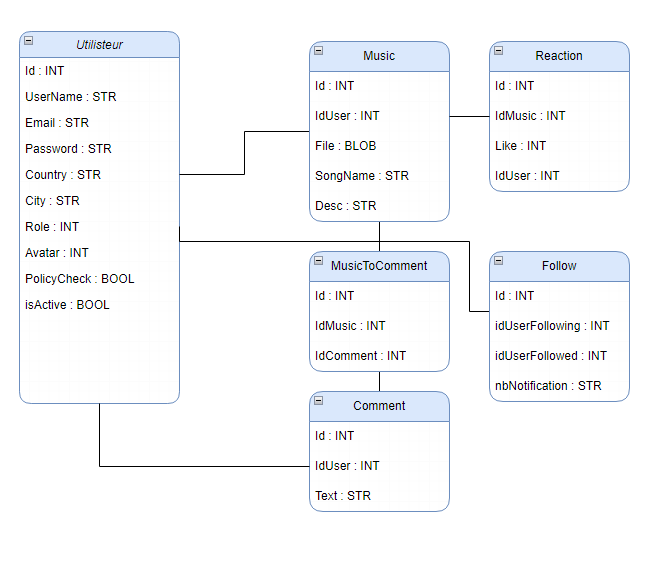 Utilisteur
Id : INT
UserName : STR
Email : STR
Password : STR
Country : STR
City : STR
Role : INT
Avatar : INT
PolicyCheck : BOOL
isActive : BOOL
Music
Id : INT
IdUser : INT
File : BLOB
SongName : STR
Desc : STR
Reaction
Id : INT
IdMusic : INT
Like : INT
IdUser : INT
MusicToComment
Id : INT
IdMusic : INT
IdComment : INT
Follow
Id : INT
idUserFollowing : INT
idUserFollowed : INT
nbNotification : STR
Comment
Id : INT
IdUser : INT
Text : STR